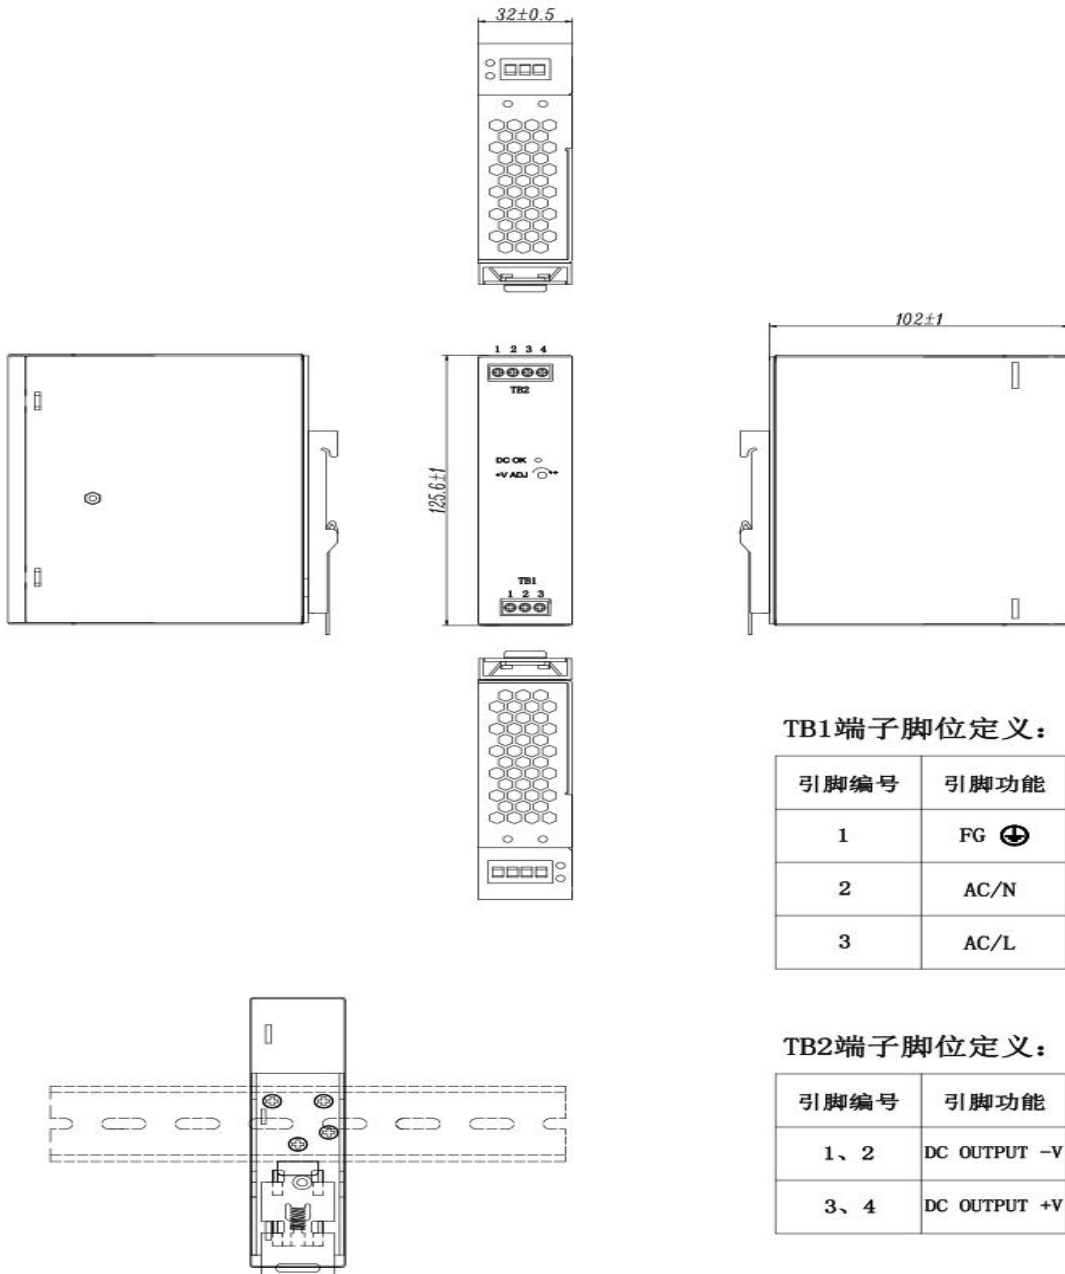 32±0.5
102±1
1 2 3 4
TB2
125.6±1
DC OK
+V ADJ
TB1
1 2 3
TB1端子脚位定义：
引脚编号 引脚功能
1 FG
2 AC/N
3 AC/L
TB2端子脚位定义：
引脚编号 引脚功能
1、2 DC OUTPUT -V
3、4 DC OUTPUT +V